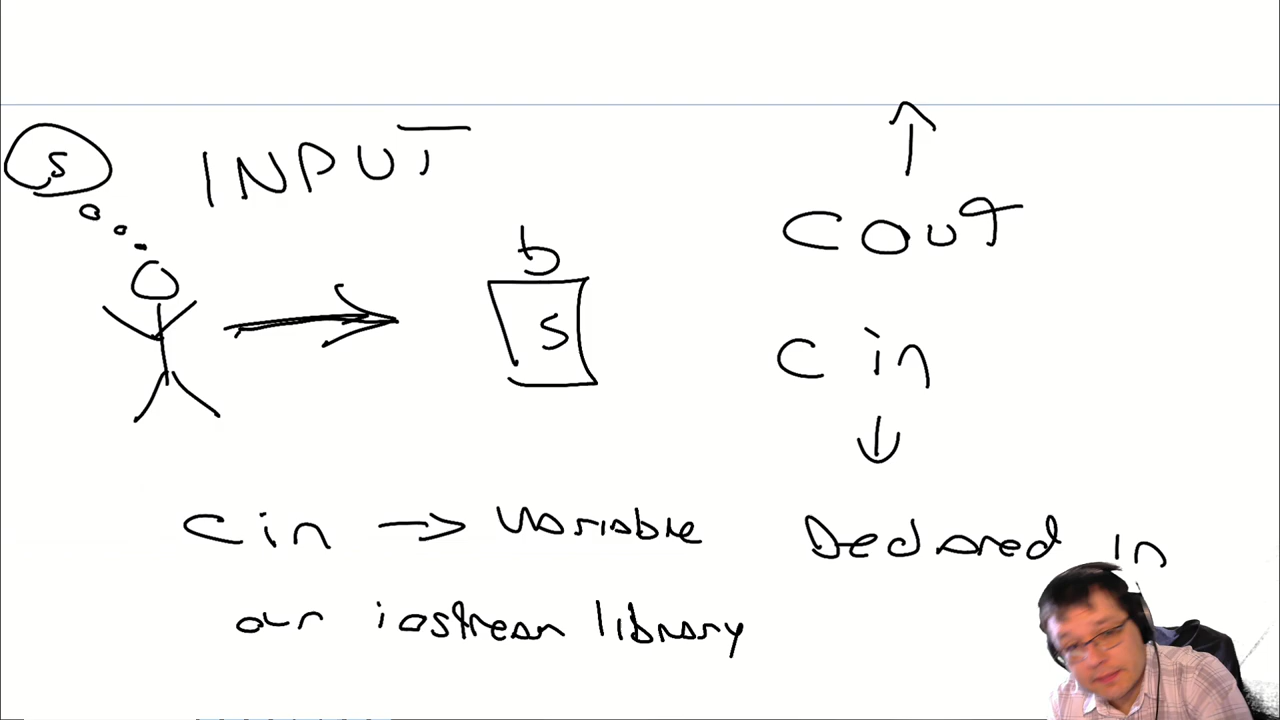 S
INPUT
b
S
cout
cin
cin → variable Declared in
our iostream library